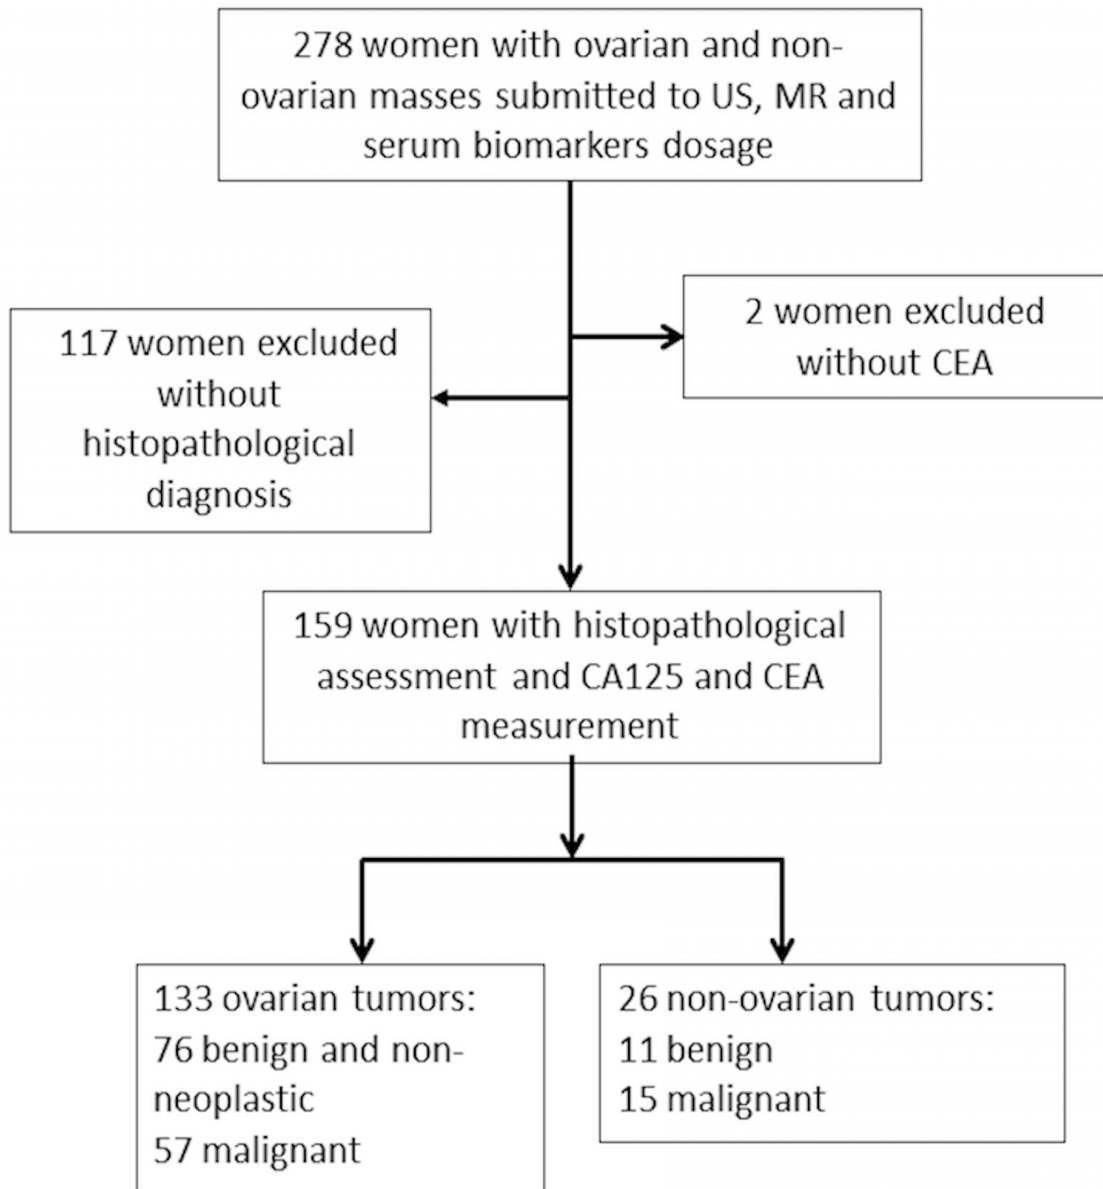 278 women with ovarian and non-
ovarian masses submitted to US, MR and
serum biomarkers dosage
2 women excluded
without CEA
117 women excluded
without
histopathological
diagnosis
159 women with histopathological
assessment and CA125 and CEA
measurement
133 ovarian tumors:
76 benign and non-
neoplastic
57 malignant
26 non-ovarian tumors:
11 benign
15 malignant